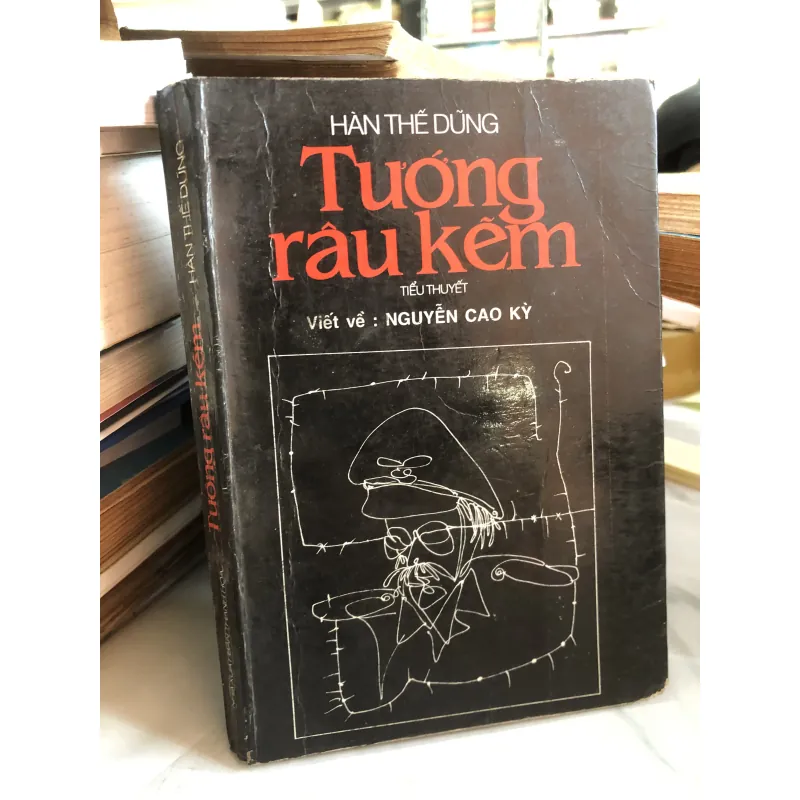 HÀN THẾ DŨNG
Tướng
râu kẽm
TIỂU THUYẾT
Viết về : NGUYỄN CAO KỲ
HÀN THẾ DŨNG
Tướng râu kẽm